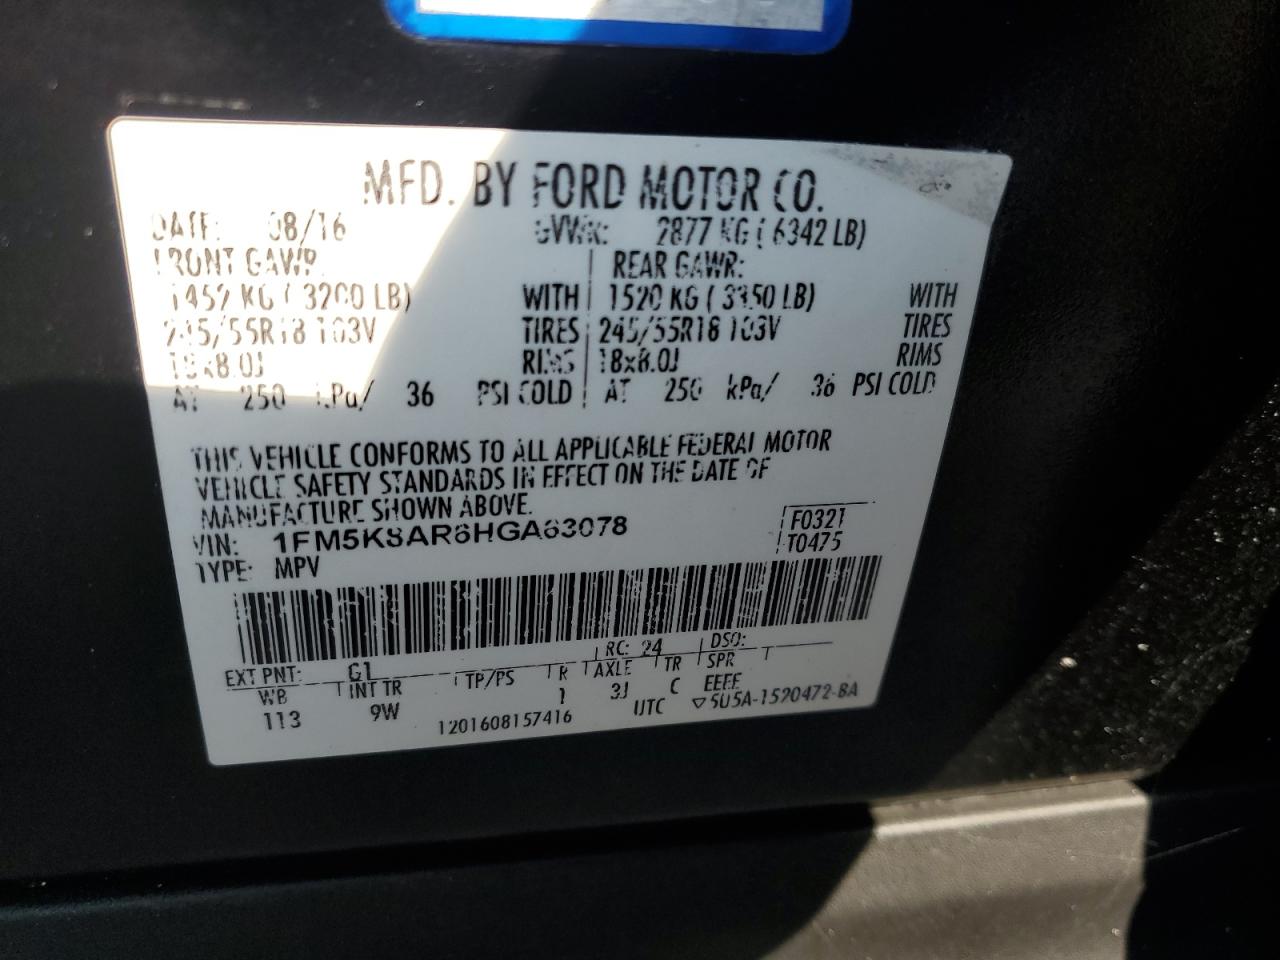 MFD. BY FORD MOTOR CO.
DATE: 08/16 GVWR: 2877 KG ( 6342 LB)
FRONT GAWR: REAR GAWR:
1452 KG ( 3200 LB) WITH 1520 KG ( 3350 LB) WITH
245/55R18 103V TIRES 245/55R18 103V TIRES
18x8.0J RIMS 18x8.0J RIMS
AT 250 kPa/ 36 PSI COLD AT 250 kPa/ 36 PSI COLD
THIS VEHICLE CONFORMS TO ALL APPLICABLE FEDERAL MOTOR
VEHICLE SAFETY STANDARDS IN EFFECT ON THE DATE OF
MANUFACTURE SHOWN ABOVE.
VIN: 1FM5K8AR6HGA63078 F0321
TYPE: MPV T0475
EXT PNT: G1 RC: 24 DSO:
WB INT TR TP/PS R AXLE TR SPR
113 9W 1 3J C EEEE
1201608157416 UTC ▽5U5A-1520472-BA